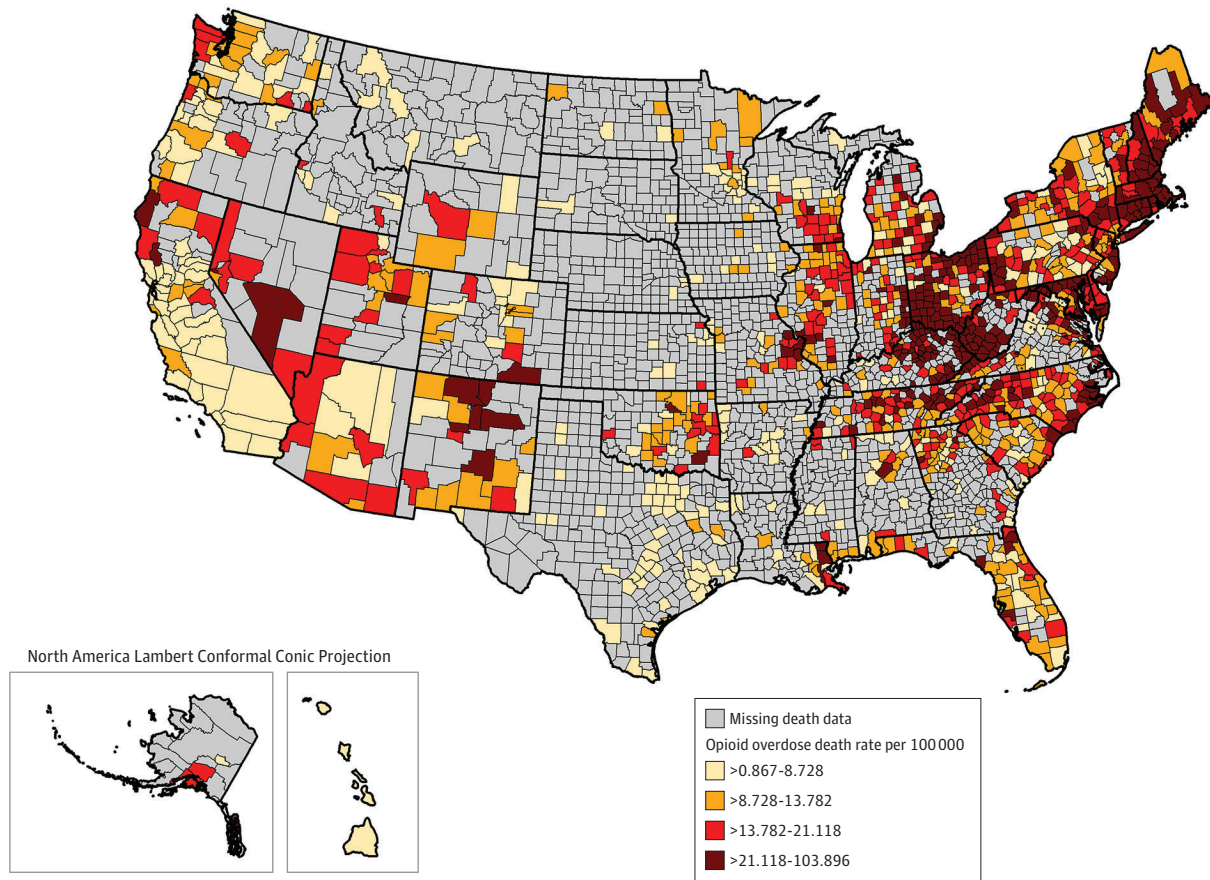 North America Lambert Conformal Conic Projection
Missing death data
Opioid overdose death rate per 100 000
>0.867-8.728
>8.728-13.782
>13.782-21.118
>21.118-103.896